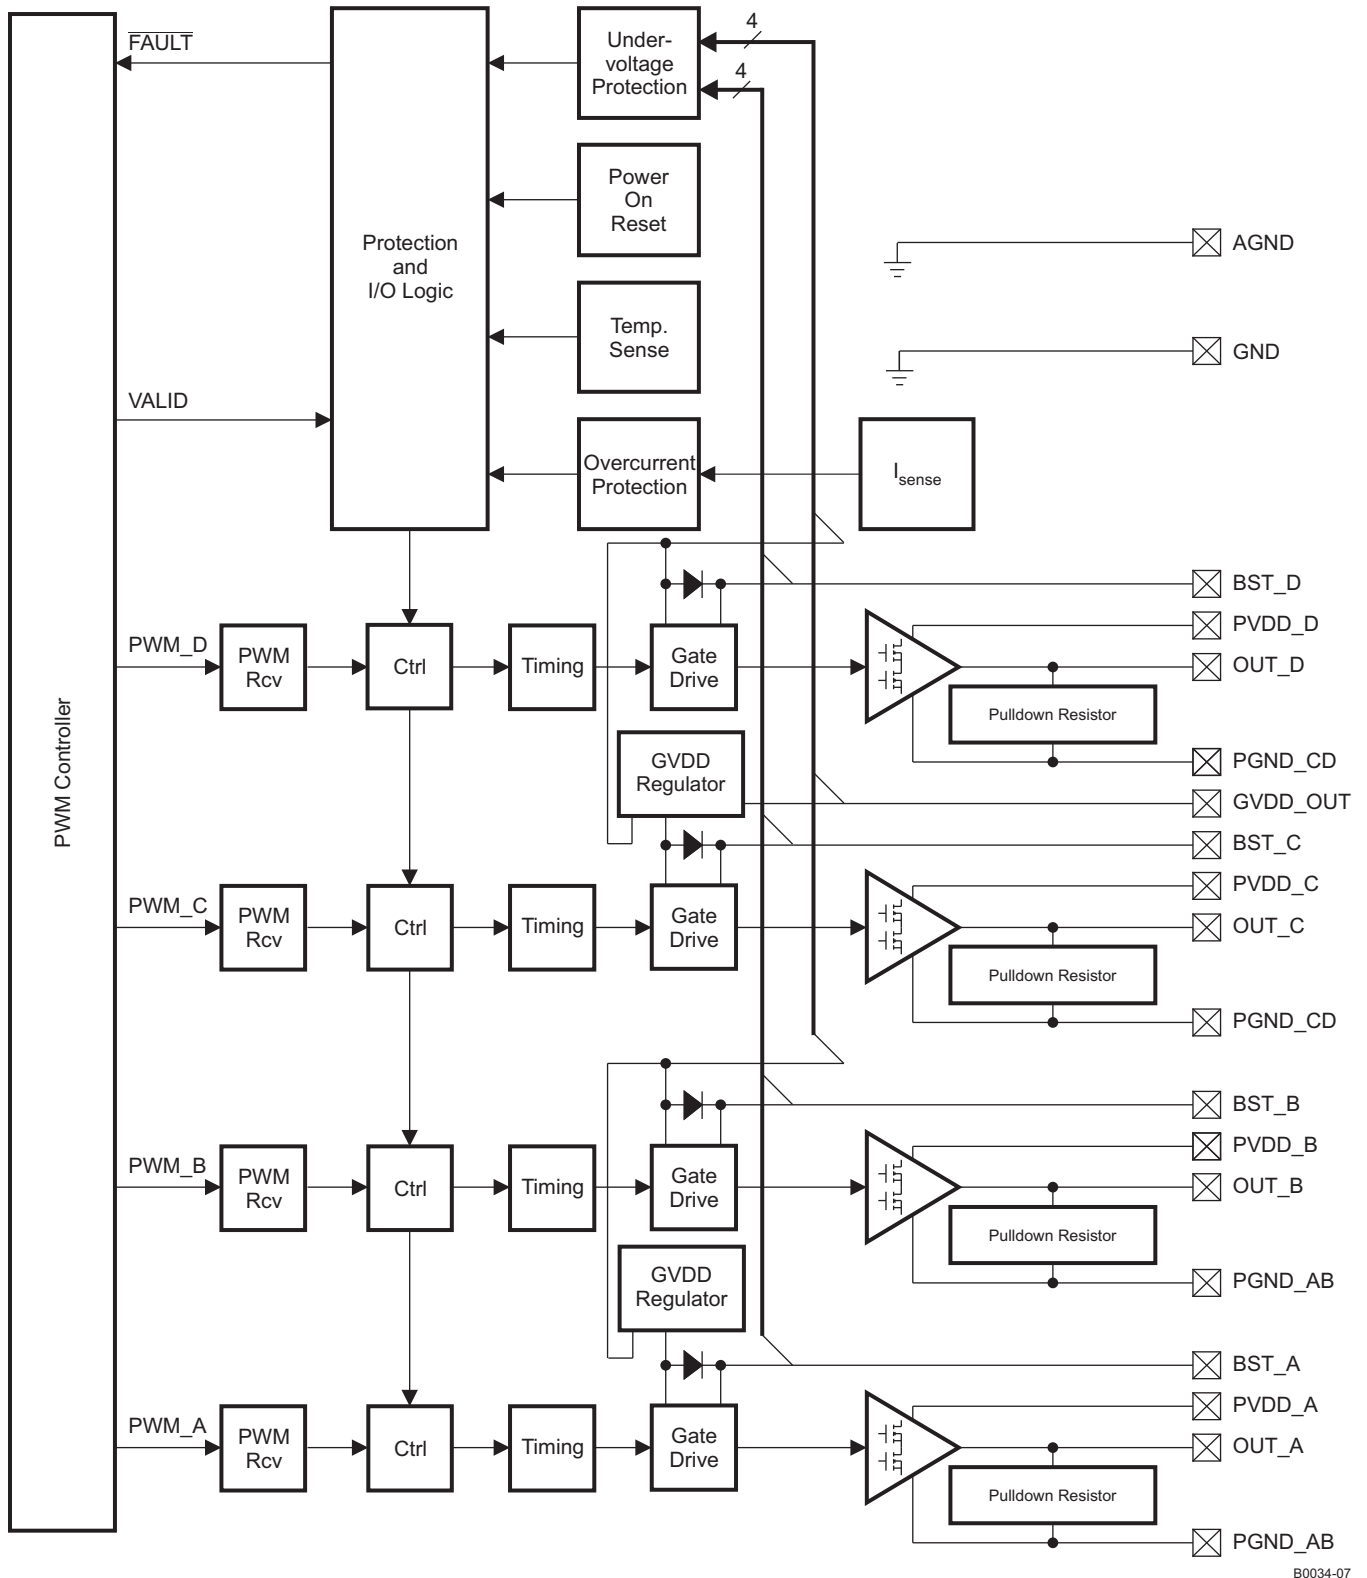 FAULT
Under-
voltage
Protection
4
4
Power
On
Reset
Protection
and
I/O Logic
AGND
Temp.
Sense
GND
VALID
Overcurrent
Protection
Isense
BST_D
PWM Controller
PWM_D
PWM
Rcv
Ctrl
Timing
Gate
Drive
PVDD_D
OUT_D
Pulldown Resistor
PGND_CD
GVDD
Regulator
GVDD_OUT
BST_C
PWM_C
PWM
Rcv
Ctrl
Timing
Gate
Drive
PVDD_C
OUT_C
Pulldown Resistor
PGND_CD
BST_B
PWM_B
PWM
Rcv
Ctrl
Timing
Gate
Drive
PVDD_B
OUT_B
Pulldown Resistor
PGND_AB
GVDD
Regulator
BST_A
PWM_A
PWM
Rcv
Ctrl
Timing
Gate
Drive
PVDD_A
OUT_A
Pulldown Resistor
PGND_AB
B0034-07